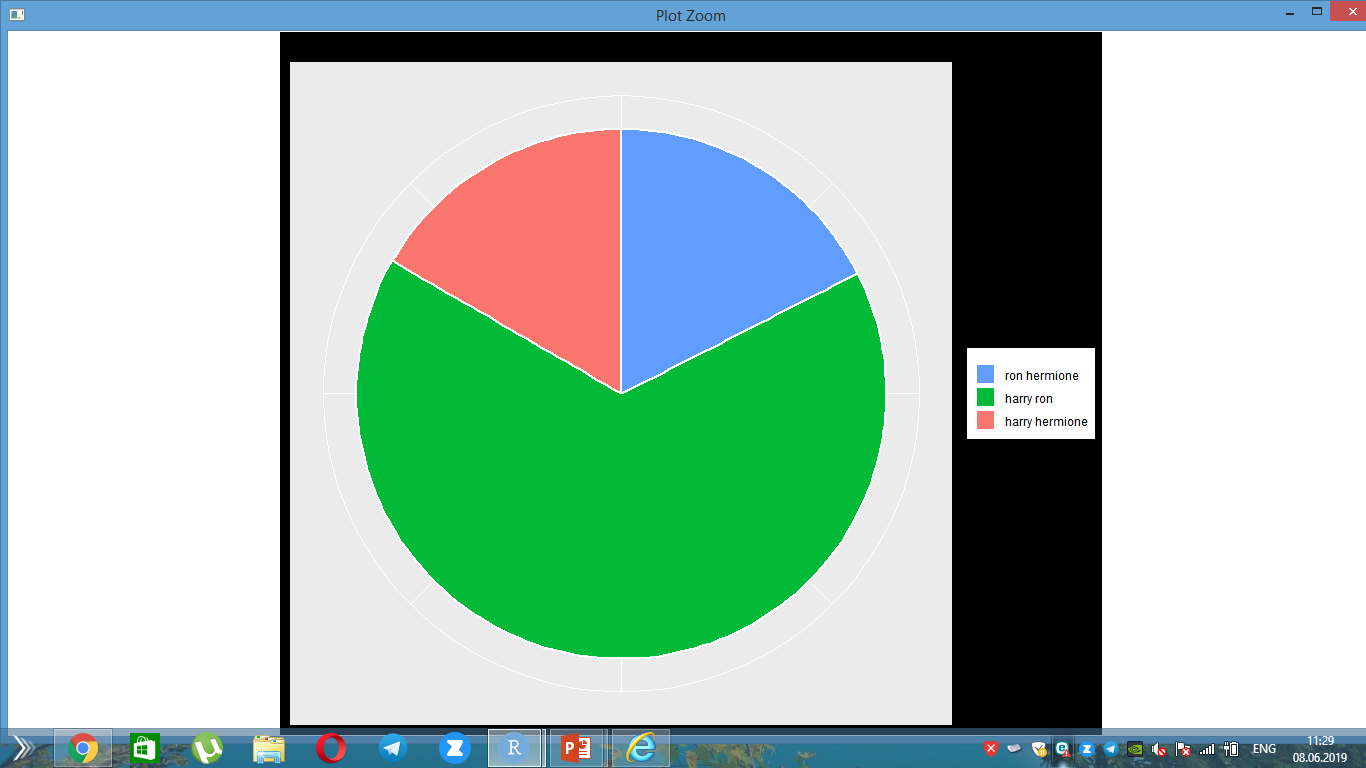 Plot Zoom
ron hermione
harry ron
harry hermione
ENG
11:29
08.06.2019